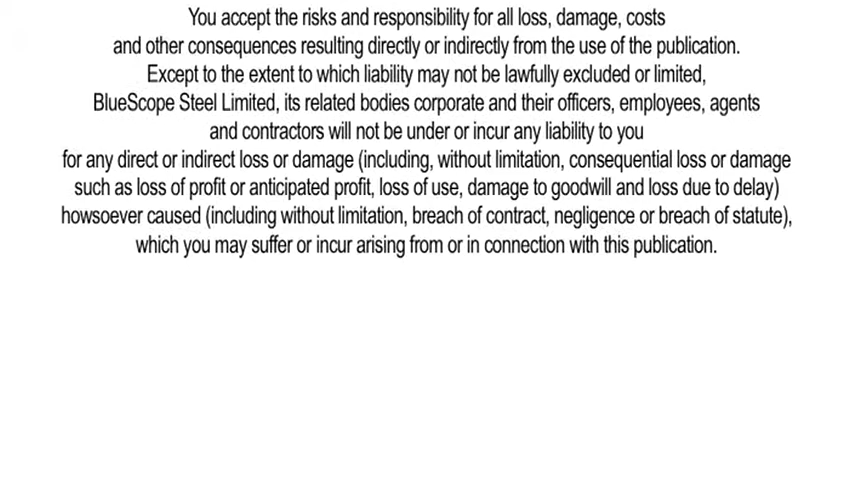 You accept the risks and responsibility for all loss, damage, costs
and other consequences resulting directly or indirectly from the use of the publication.
Except to the extent to which liability may not be lawfully excluded or limited,
BlueScope Steel Limited, its related bodies corporate and their officers, employees, agents
and contractors will not be under or incur any liability to you
for any direct or indirect loss or damage (including, without limitation, consequential loss or damage
such as loss of profit or anticipated profit, loss of use, damage to goodwill and loss due to delay)
howsoever caused (including without limitation, breach of contract, negligence or breach of statute),
which you may suffer or incur arising from or in connection with this publication.